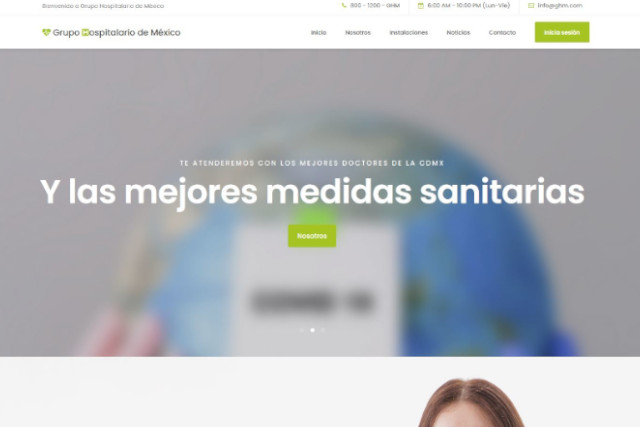 Bienvenido a Grupo Hospitalario de México
800 - 1200 - GHM
6:00 AM - 10:00 PM (Lun-Vie)
info@ghm.com
Grupo Hospitalario de México
Inicio
Nosotros
Instalaciones
Noticias
Contacto
Inicia sesión
TE ATENDEREMOS CON LOS MEJORES DOCTORES DE LA CDMX
Y las mejores medidas sanitarias
Nosotros
COVID 19